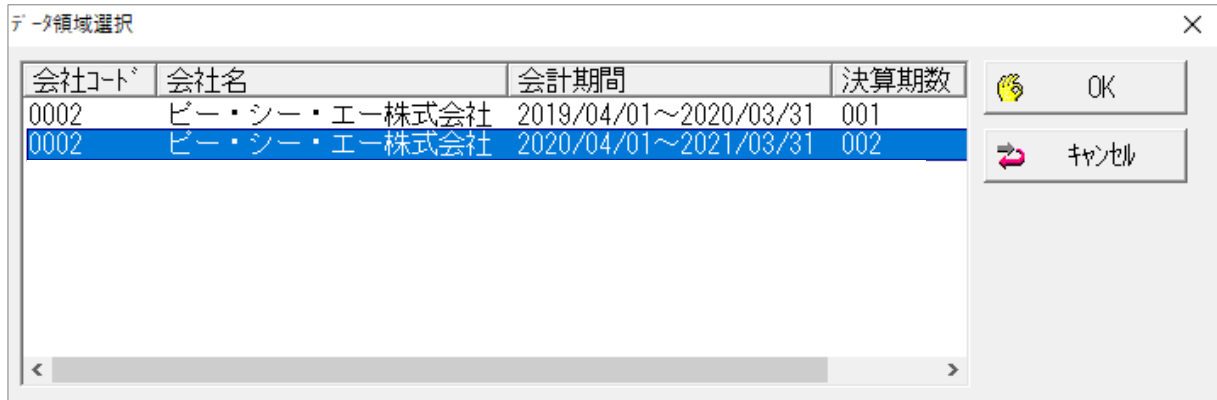 ﾃﾞｰﾀ領域選択
会社ｺｰﾄﾞ 会社名 会計期間 決算期数
0002 ビー・シー・エー株式会社 2019/04/01～2020/03/31 001
0002 ビー・シー・エー株式会社 2020/04/01～2021/03/31 002
OK
ｷｬﾝｾﾙ